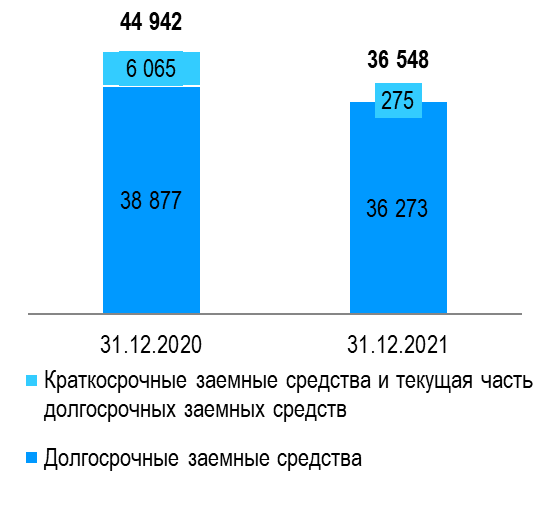 44 942
6 065
36 548
275
38 877
36 273
31.12.2020
31.12.2021
Краткосрочные заемные средства и текущая часть
долгосрочных заемных средств
Долгосрочные заемные средства